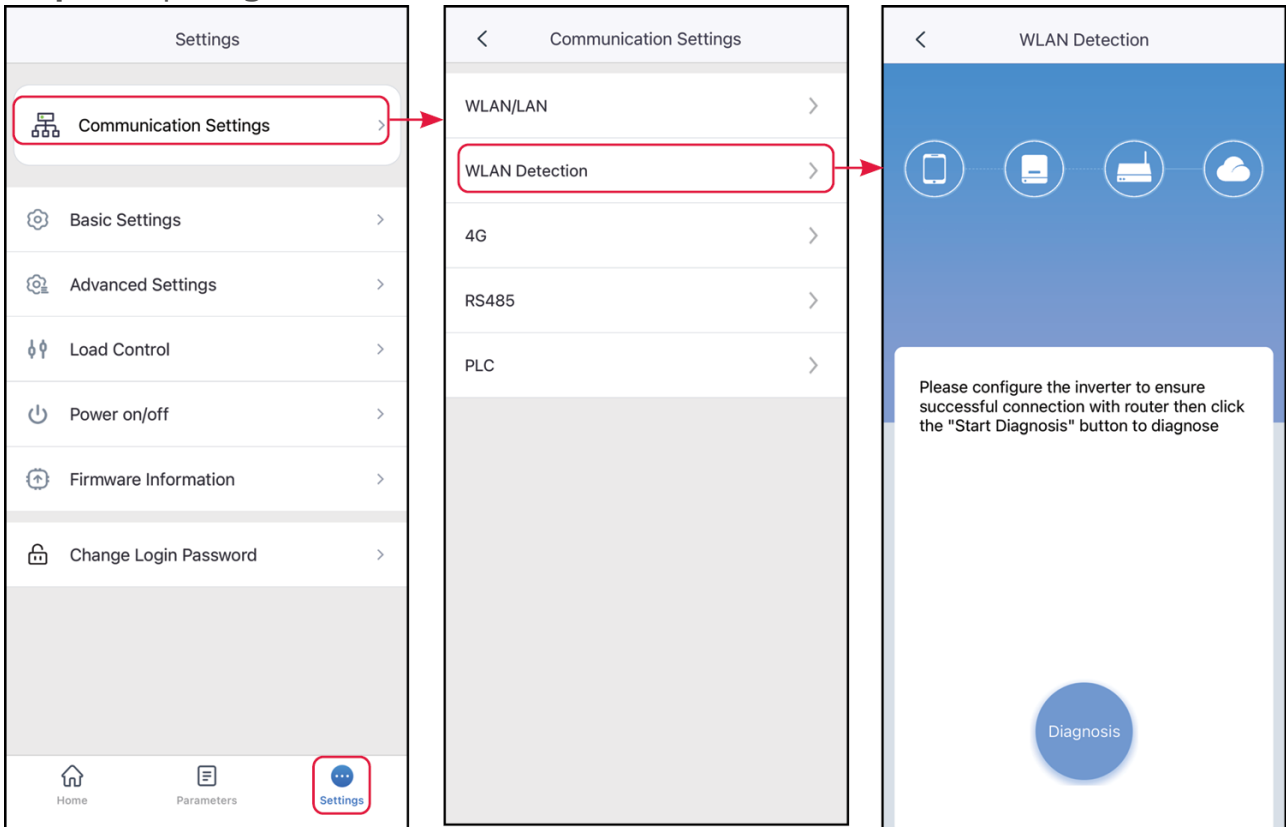 Settings
Communication Settings
Basic Settings
Advanced Settings
Load Control
Power on/off
Firmware Information
Change Login Password
Home
Parameters
Settings
Communication Settings
WLAN/LAN
WLAN Detection
4G
RS485
PLC
WLAN Detection
Please configure the inverter to ensure
successful connection with router then click
the "Start Diagnosis" button to diagnose
Diagnosis